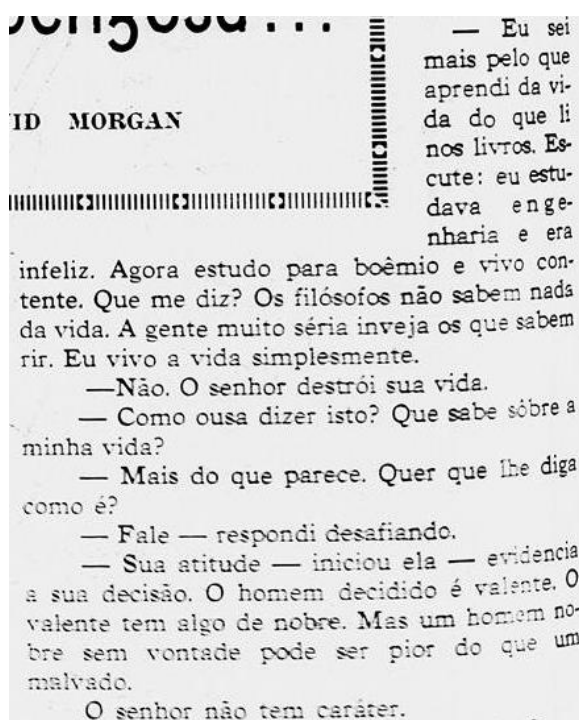 — Eu sei
mais pelo que
aprendi da vi-
da do que li
nos livros. Es-
cute: eu estu-
dava enge-
nharia e era
ID MORGAN
infeliz. Agora estudo para boêmio e vivo con-
tente. Que me diz? Os filósofos não sabem nada
da vida. A gente muito séria inveja os que sabem
rir. Eu vivo a vida simplesmente.
—Não. O senhor destrói sua vida.
— Como ousa dizer isto? Que sabe sôbre a
minha vida?
— Mais do que parece. Quer que lhe diga
como é?
— Fale — respondi desafiando.
— Sua atitude — iniciou ela — evidencia
a sua decisão. O homem decidido é valente. O
valente tem algo de nobre. Mas um homem no-
bre sem vontade pode ser pior do que um
malvado.
O senhor não tem caráter.